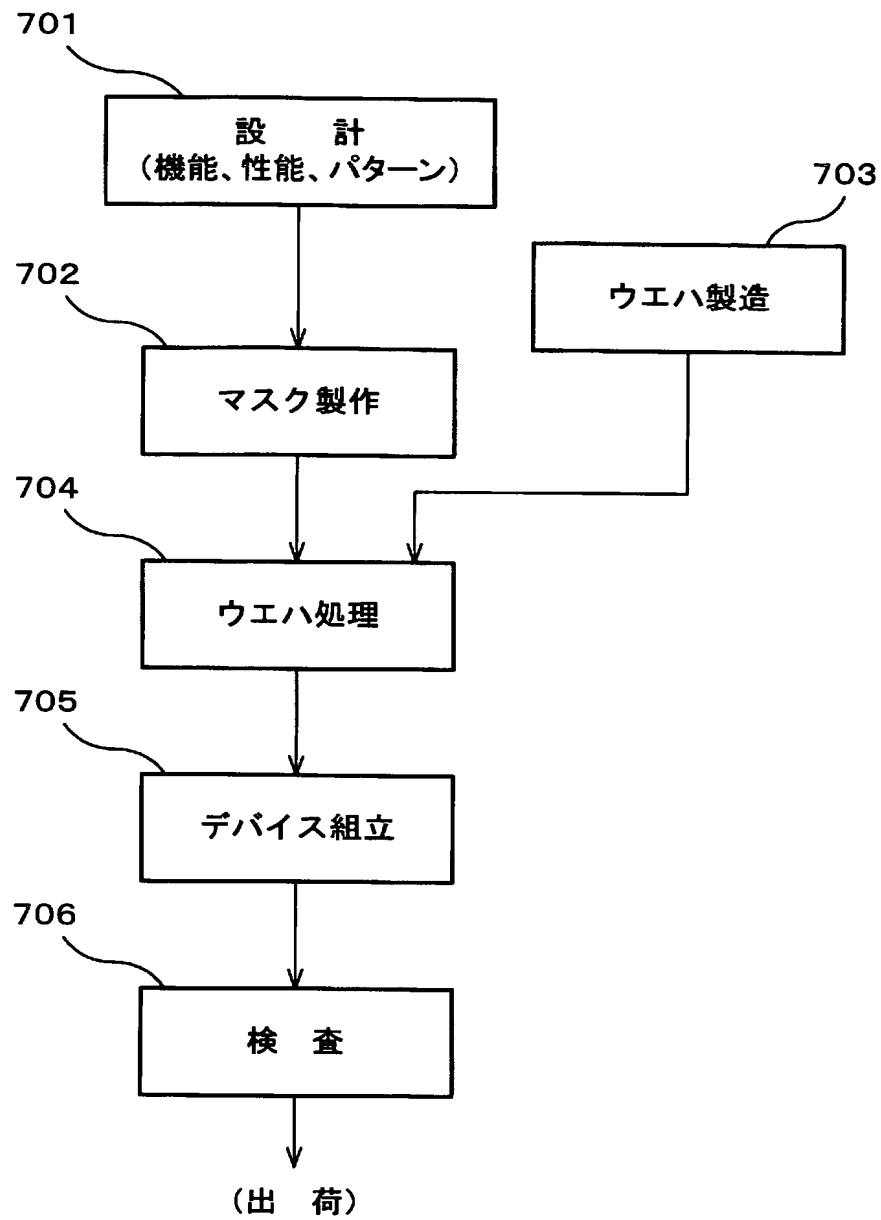 701
設 計
(機能、性能、パターン)
703
ウエハ製造
702
マスク製作
704
ウエハ処理
705
デバイス組立
706
検 査
(出 荷)